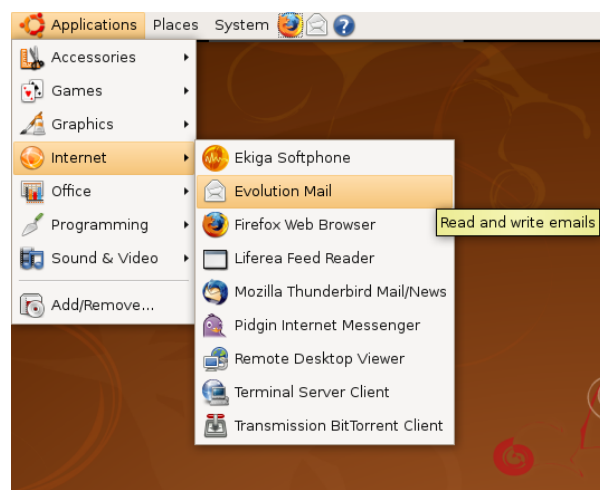 Applications Places System
Accessories
Games
Graphics
Internet
Office
Programming
Sound & Video
Add/Remove...
Ekiga Softphone
Evolution Mail
Firefox Web Browser
Liferea Feed Reader
Mozilla Thunderbird Mail/News
Pidgin Internet Messenger
Remote Desktop Viewer
Terminal Server Client
Transmission BitTorrent Client
Read and write emails